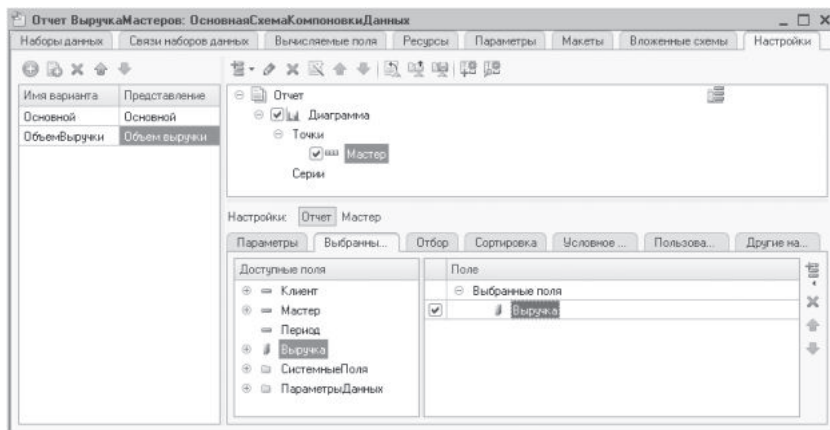 Отчет ВыручкаМастеров: ОсновнаяСхемаКомпоновкиДанных
Наборы данных Связи наборов данных Вычисляемые поля Ресурсы Параметры Макеты Вложенные схемы Настройки
Имя варианта Представление
Основной Основной
ОбъемВыручки Объем выручки
Отчет
Диаграмма
Точки
Мастер
Серии
Настройки: Отчет Мастер
Параметры Выбранны... Отбор Сортировка Условное ... Пользова... Другие на...
Доступные поля
Клиент
Мастер
Период
Выручка
СистемныеПоля
ПараметрыДанных
Поле
Выбранные поля
Выручка